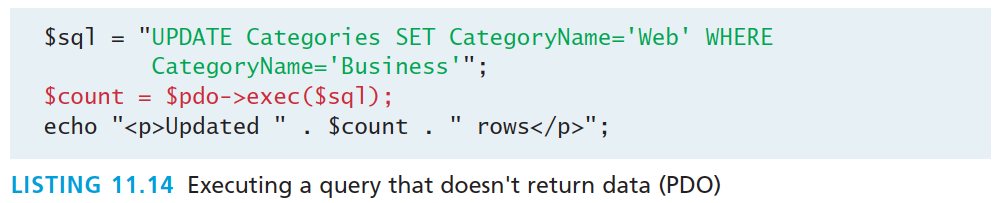 $sql = "UPDATE Categories SET CategoryName='Web' WHERE
CategoryName='Business'";
$count = $pdo->exec($sql);
echo "<p>Updated " . $count . " rows</p>";
LISTING 11.14 Executing a query that doesn't return data (PDO)